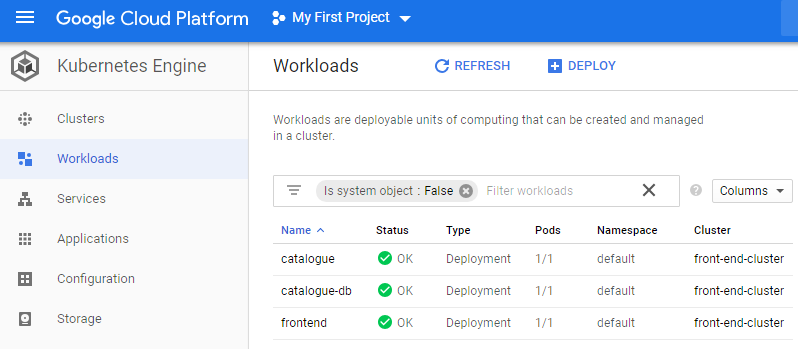 Google Cloud Platform My First Project
Kubernetes Engine
Workloads REFRESH DEPLOY
Clusters
Workloads
Services
Applications
Configuration
Storage
Workloads are deployable units of computing that can be created and managed
in a cluster.
Is system object : False Filter workloads ? Columns
Name Status Type Pods Namespace Cluster
catalogue OK Deployment 1/1 default front-end-cluster
catalogue-db OK Deployment 1/1 default front-end-cluster
frontend OK Deployment 1/1 default front-end-cluster